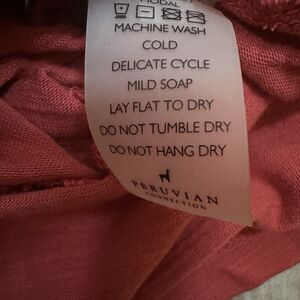 MODAL
MACHINE WASH
COLD
DELICATE CYCLE
MILD SOAP
LAY FLAT TO DRY
DO NOT TUMBLE DRY
DO NOT HANG DRY
PERUVIAN
CONNECTION